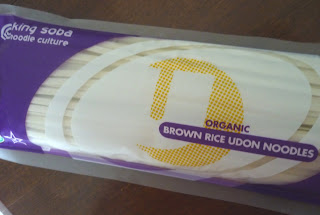 king soba
noodle culture
ORGANIC
BROWN RICE UDON NOODLES